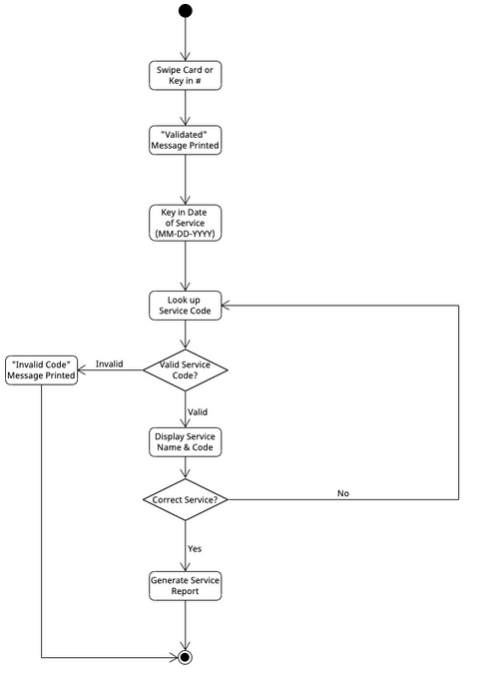 Swipe Card or
Key in #
"Validated"
Message Printed
Key in Date
of Service
(MM-DD-YYYY)
Look up
Service Code
"Invalid Code"
Message Printed
Invalid
Valid Service
Code?
Valid
Display Service
Name & Code
Correct Service?
No
Yes
Generate Service
Report